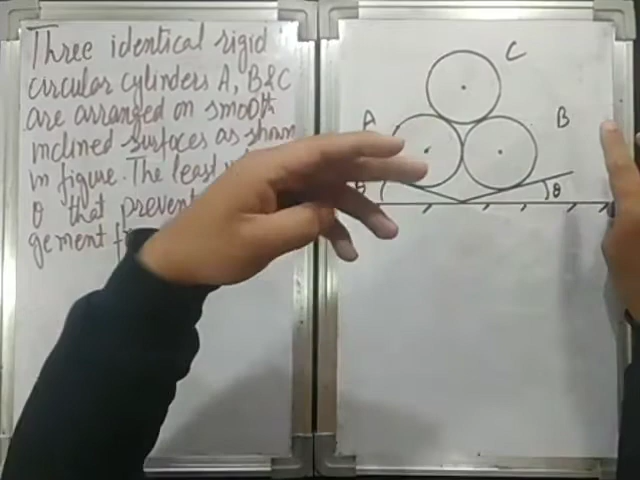 Three identical rigid
circular cylinders A, B & C
are arranged on smooth
inclined surfaces as shown
in figure. The least
θ that prevent
gement
C
A
B
θ
θ